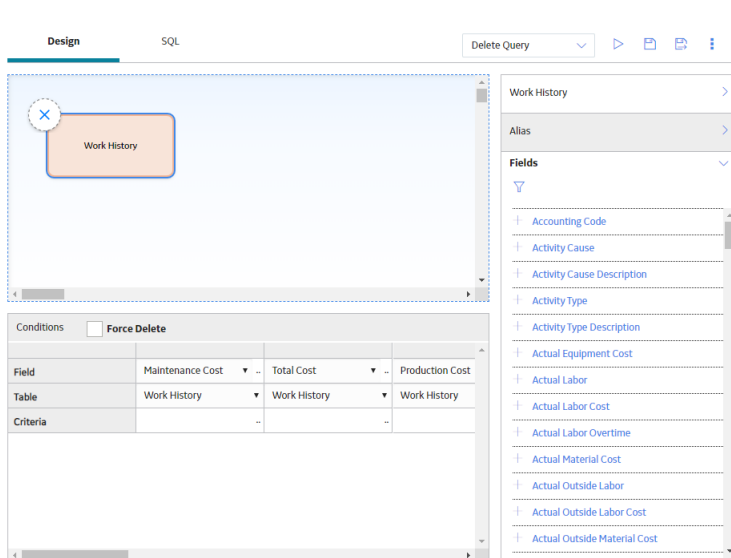 Design
SQL
Delete Query
Work History
Work History
Alias
Fields
Accounting Code
Activity Cause
Activity Cause Description
Activity Type
Activity Type Description
Actual Equipment Cost
Actual Labor
Actual Labor Cost
Actual Labor Overtime
Actual Material Cost
Actual Outside Labor
Actual Outside Labor Cost
Actual Outside Material Cost
Conditions Force Delete
Field Maintenance Cost .. Total Cost .. Production Cost
Table Work History Work History Work History
Criteria .. ..